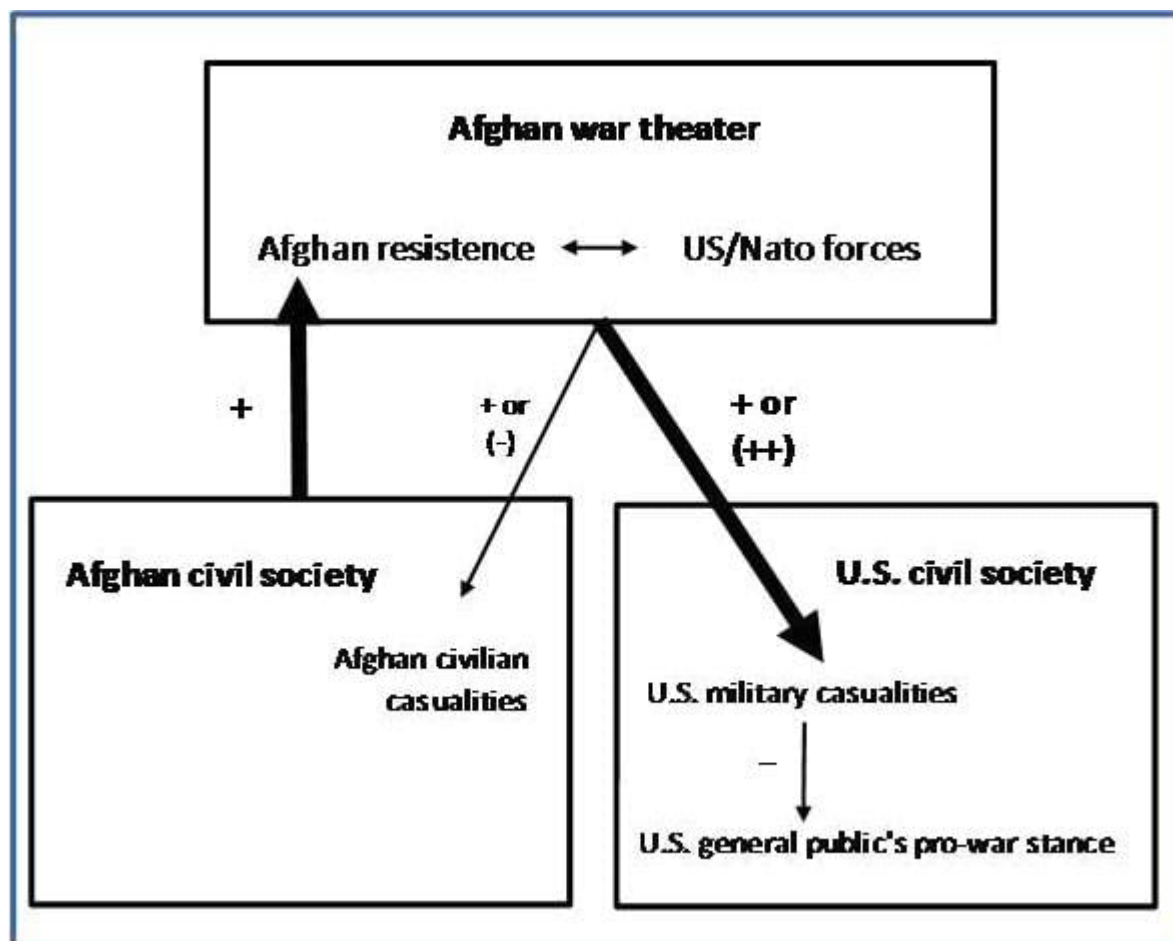 Afghan war theater
Afghan resistence
US/Nato forces
+
+ or
(-)
+ or
(++)
Afghan civil society
Afghan civilian
casualities
U.S. civil society
U.S. military casualities
–
U.S. general public's pro-war stance